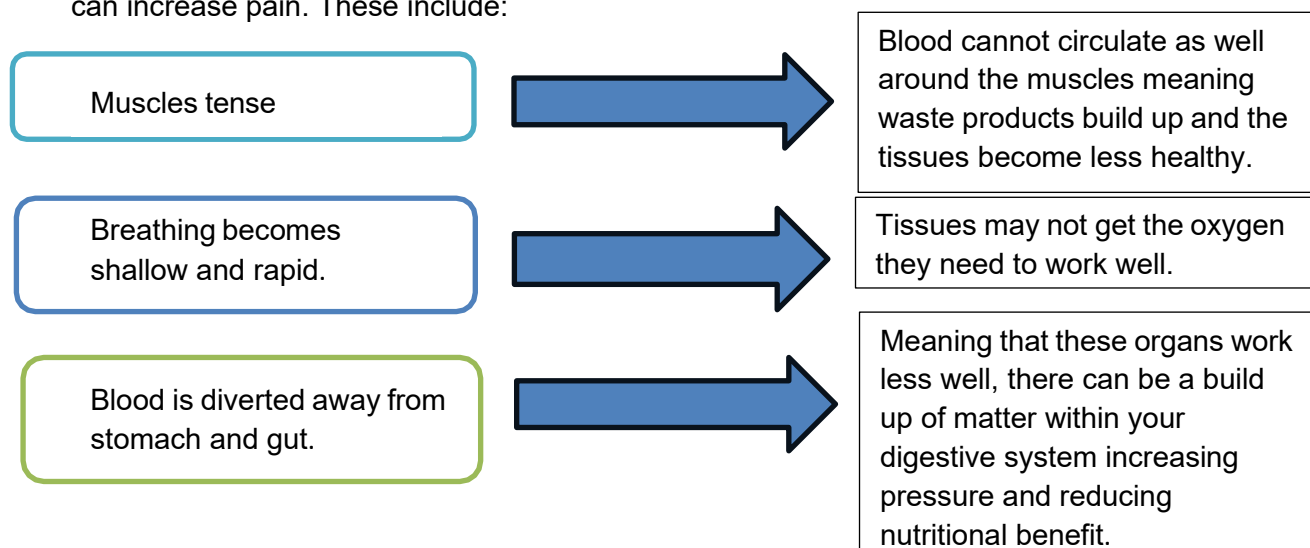 can increase pain. These include:
Muscles tense
Blood cannot circulate as well
around the muscles meaning
waste products build up and the
tissues become less healthy.
Breathing becomes
shallow and rapid.
Tissues may not get the oxygen
they need to work well.
Blood is diverted away from
stomach and gut.
Meaning that these organs work
less well, there can be a build
up of matter within your
digestive system increasing
pressure and reducing
nutritional benefit.